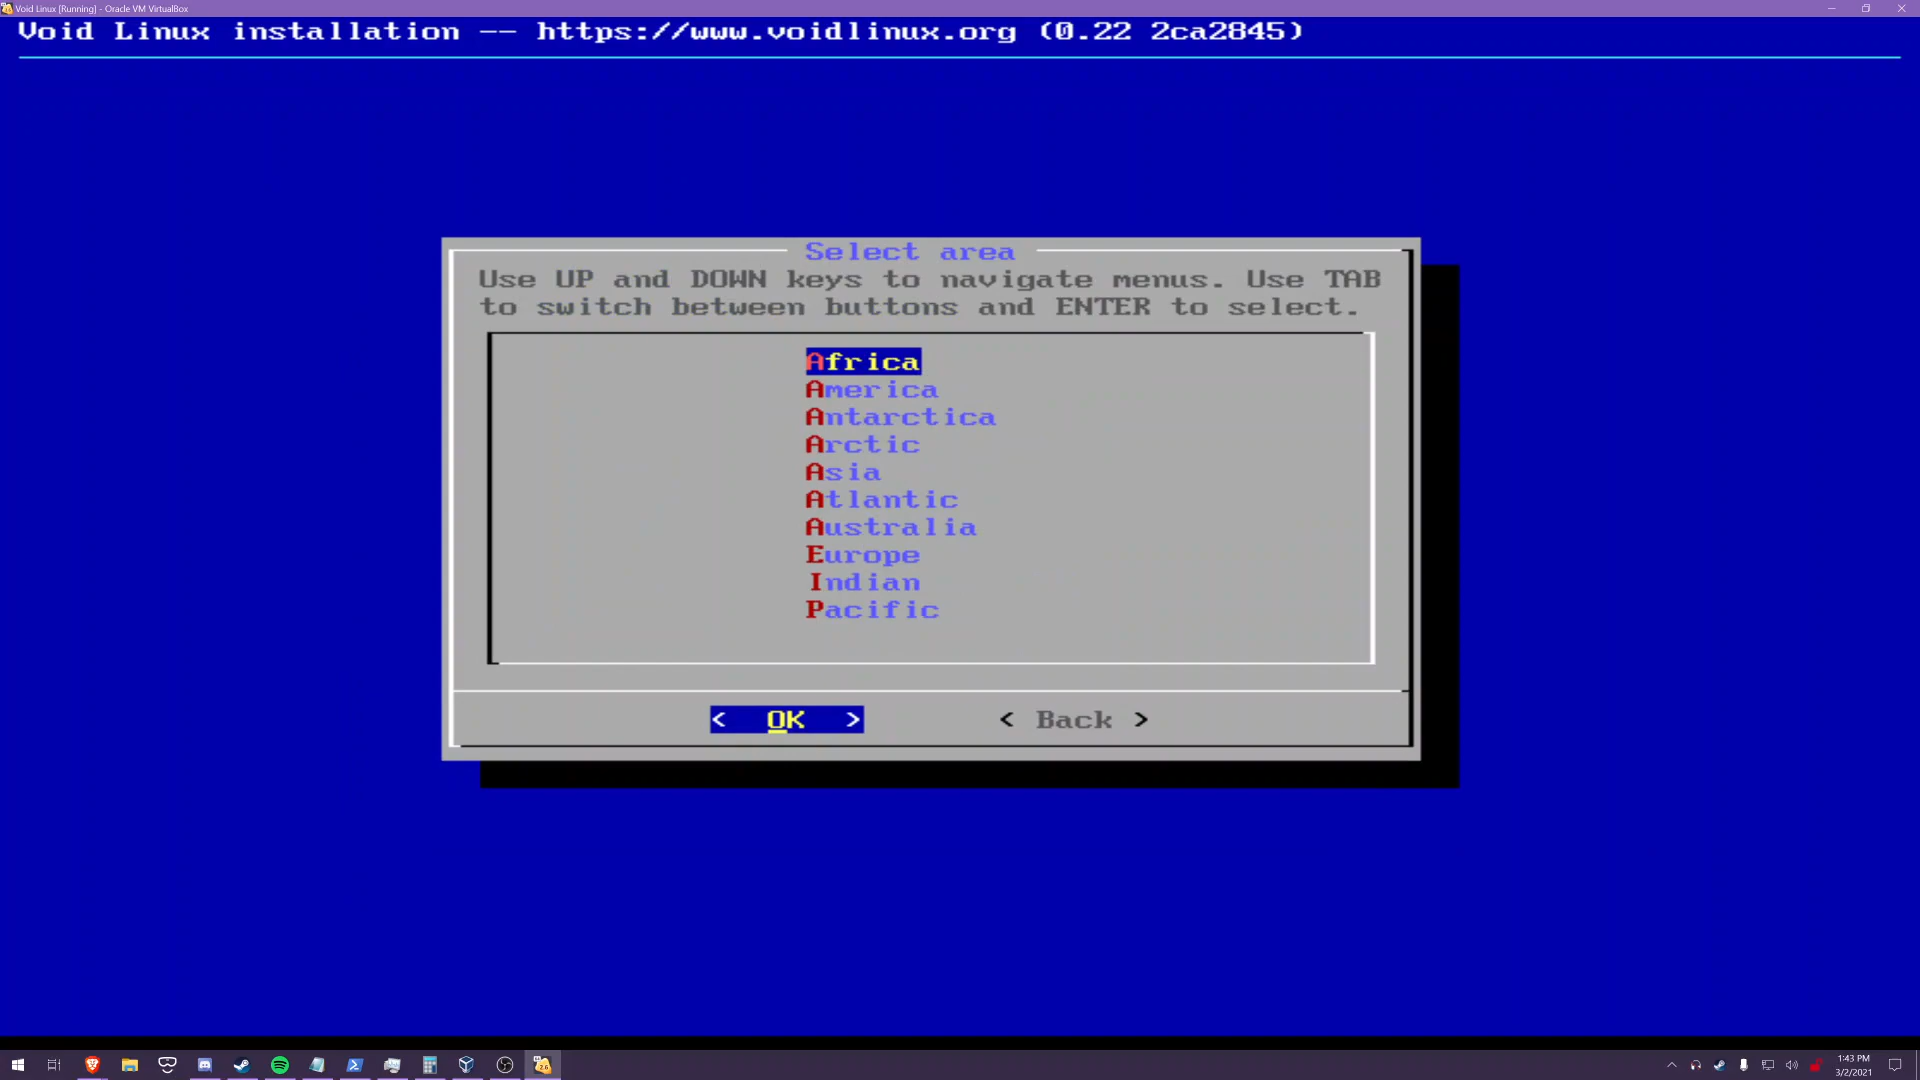 Void Linux [Running] - Oracle VM VirtualBox
Void Linux installation -- https://www.voidlinux.org (0.22 2ca2845)
Select area
Use UP and DOWN keys to navigate menus. Use TAB
to switch between buttons and ENTER to select.
Africa
America
Antarctica
Arctic
Asia
Atlantic
Australia
Europe
Indian
Pacific
< OK > < Back >
1:43 PM
3/2/2021